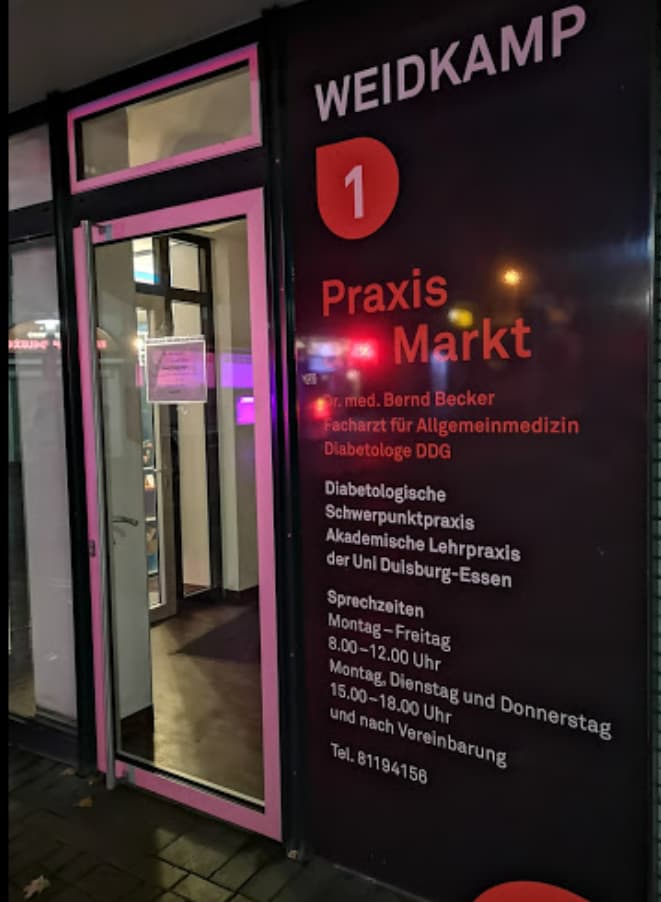 WEIDKAMP
1
Praxis
Markt
Dr. med. Bernd Becker
Facharzt für Allgemeinmedizin
Diabetologe DDG
Diabetologische
Schwerpunktpraxis
Akademische Lehrpraxis
der Uni Duisburg-Essen
Sprechzeiten
Montag – Freitag
8.00 – 12.00 Uhr
Montag, Dienstag und Donnerstag
15.00 – 18.00 Uhr
und nach Vereinbarung
Tel. 81194156